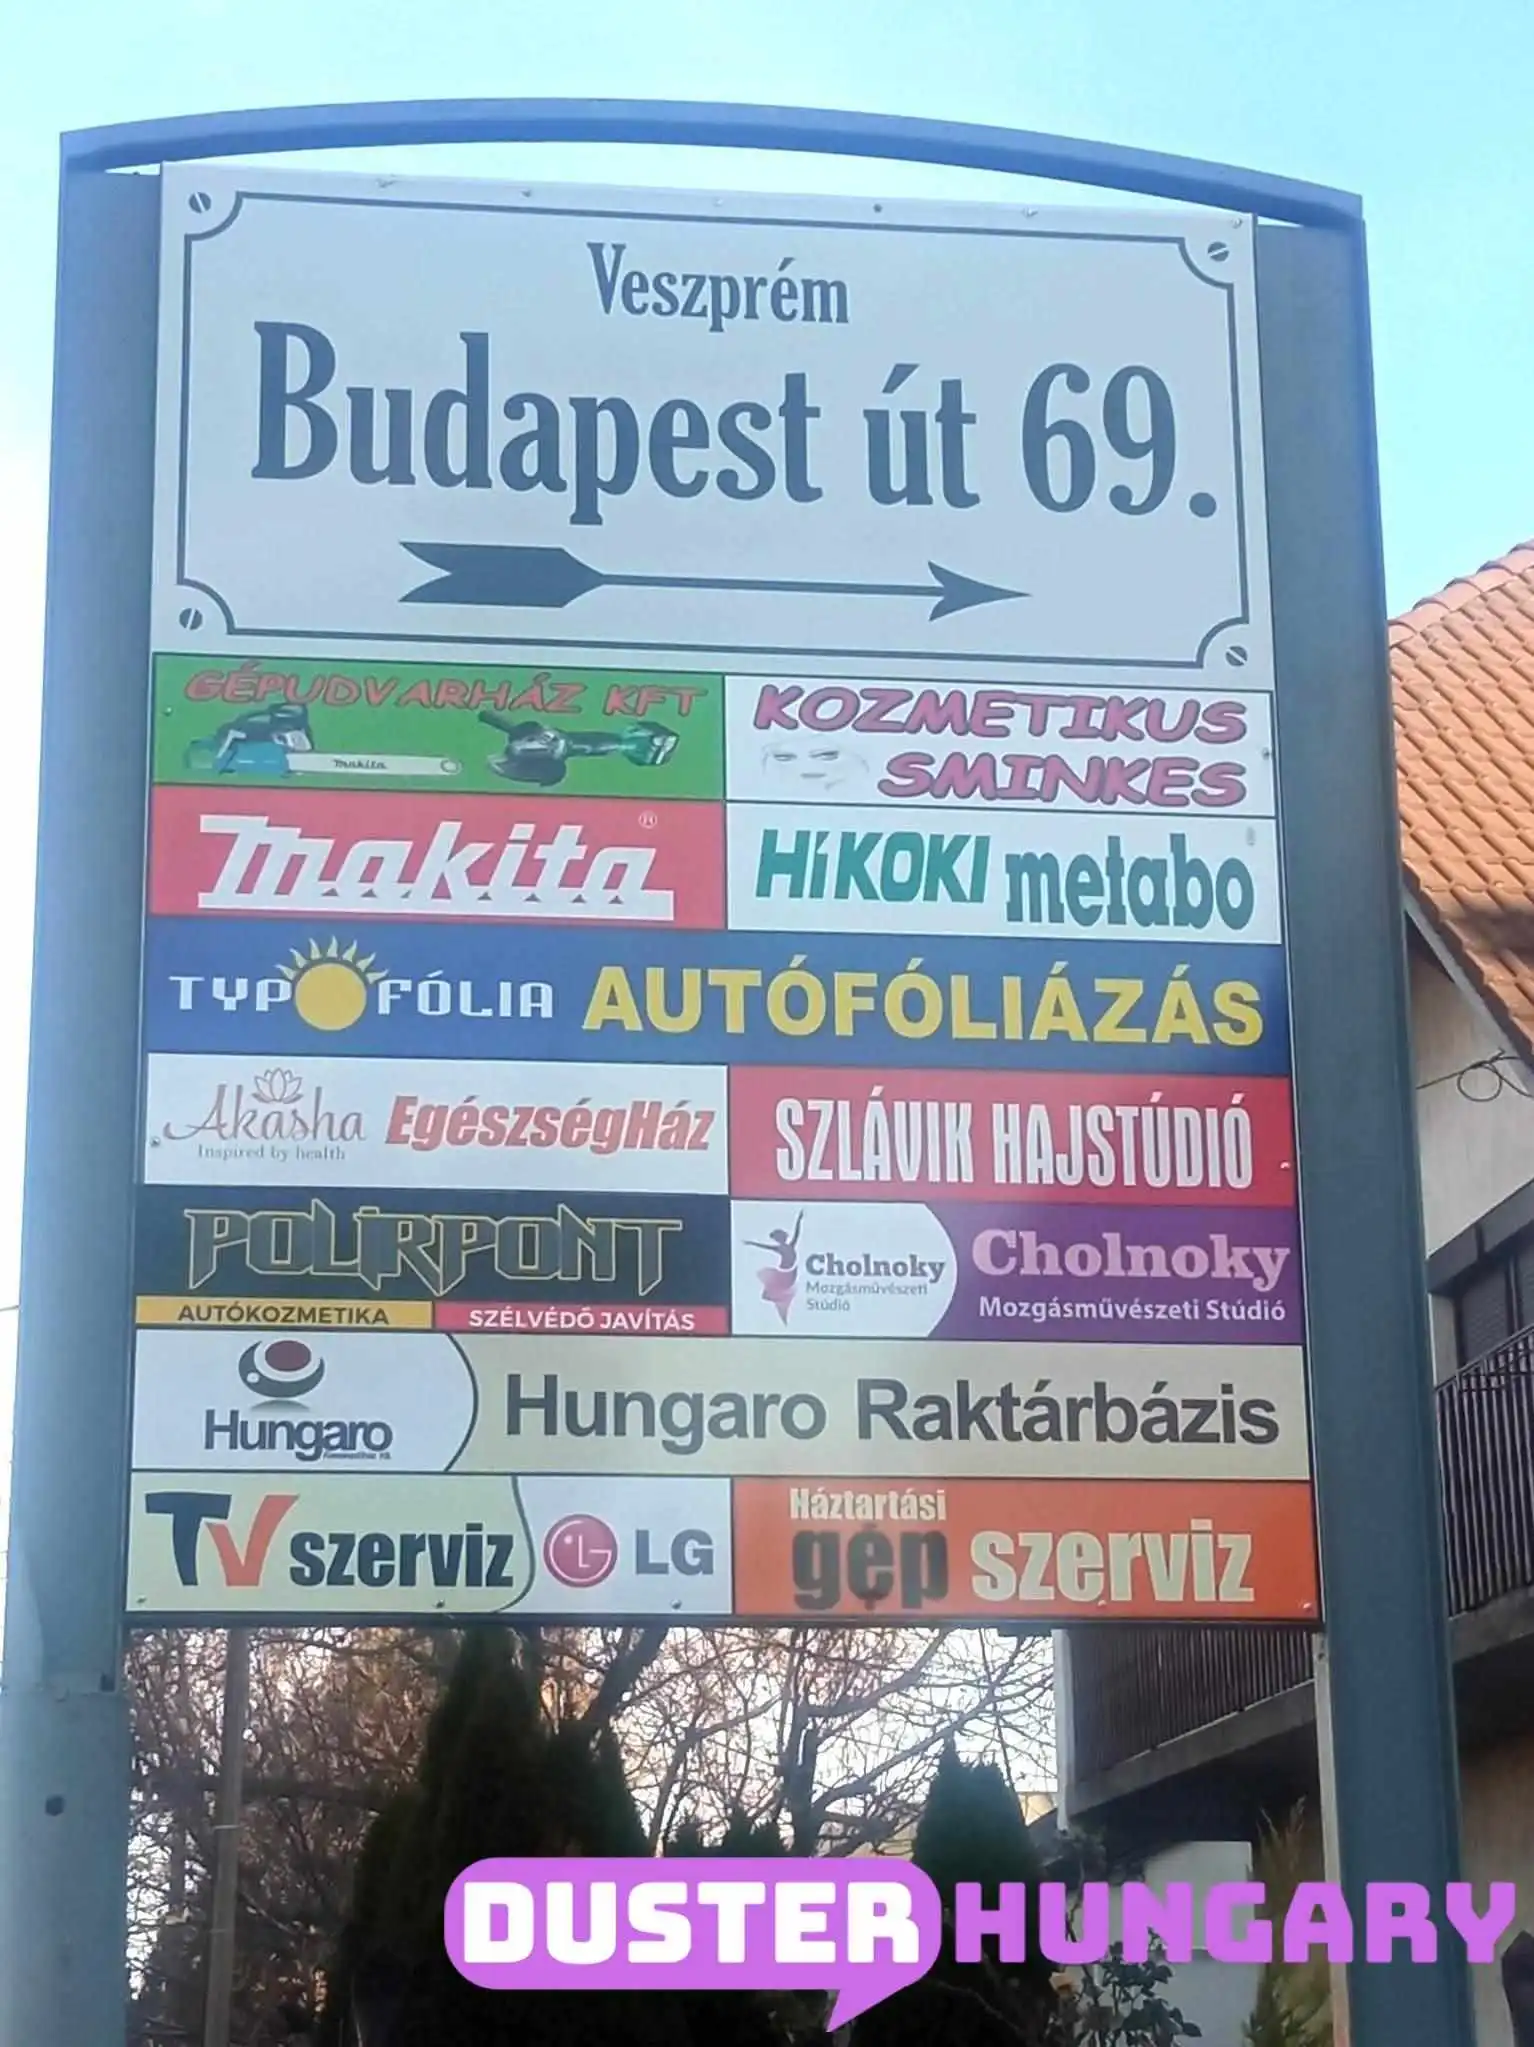 Veszprém
Budapest út 69.
GÉPUDVARHÁZ KFT
makita
KOZMETIKUS
SMINKES
makita®
HiKOKI metabo
TYPOFÓLIA AUTÓFÓLIÁZÁS
Akasha EgészségHáz
Inspired by health
SZLÁVIK HAJSTÚDIÓ
POLÍRPONT
AUTÓKOZMETIKA SZÉLVÉDŐ JAVÍTÁS
Cholnoky
Mozgásművészeti
Stúdió
Cholnoky
Mozgásművészeti Stúdió
Hungaro
Hungaro Raktárbázis
TV szerviz LG
Háztartási
gép szerviz
DUSTER HUNGARY